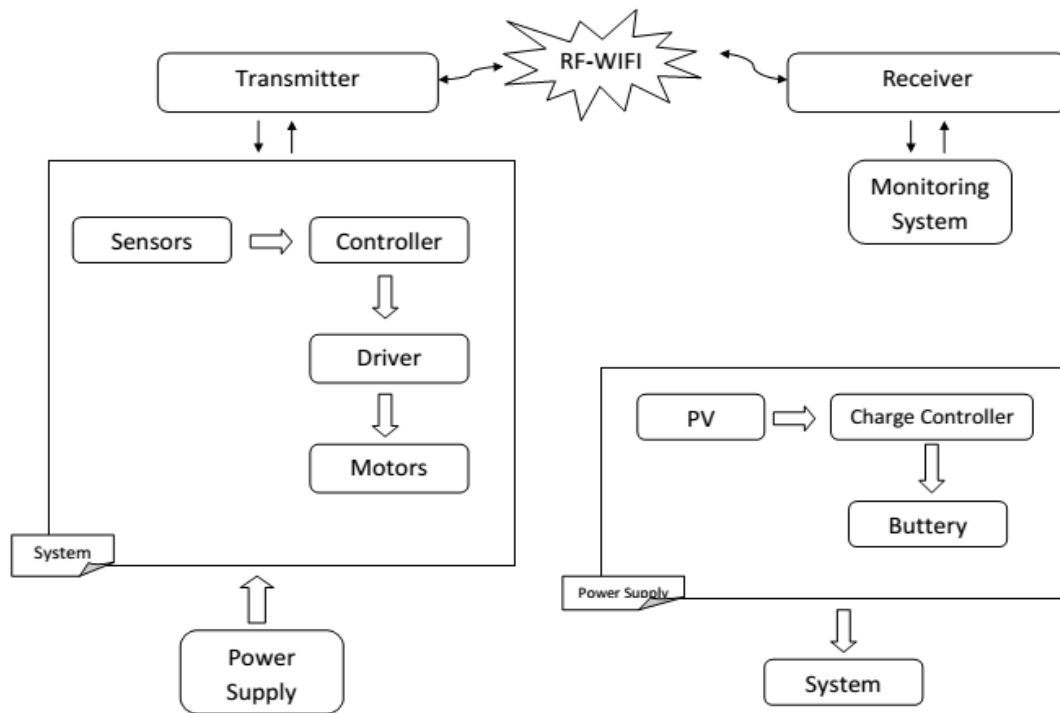 RF-WIFI
Transmitter
Receiver
Monitoring
System
Sensors
Controller
Driver
Motors
System
Power
Supply
PV
Charge Controller
Buttery
Power Supply
System